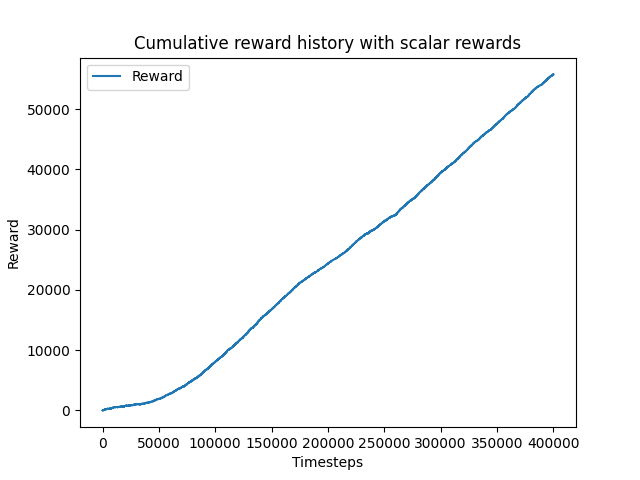 Cumulative reward history with scalar rewards
Reward
50000
40000
30000
20000
10000
0
Reward
0 50000 100000 150000 200000 250000 300000 350000 400000
Timesteps